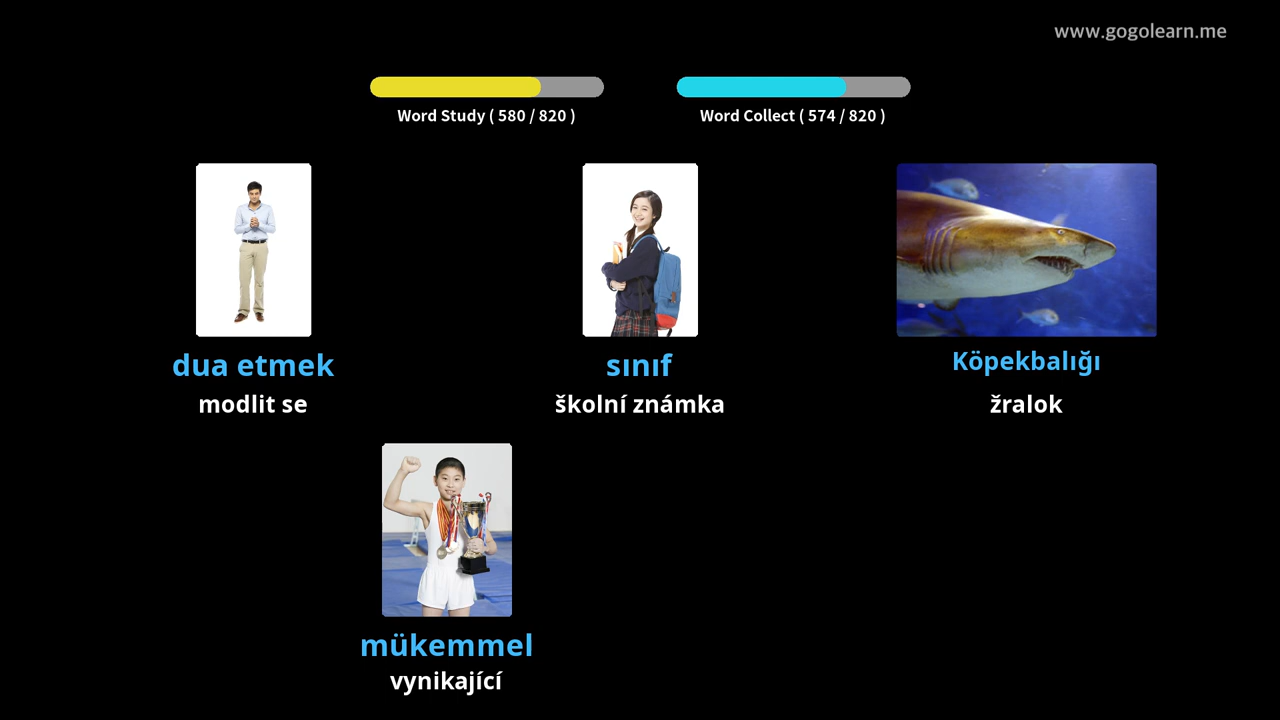 www.gogolearn.me
Word Study ( 580 / 820 )
Word Collect ( 574 / 820 )
dua etmek
modlit se
sınıf
školní známka
Köpekbalığı
žralok
mükemmel
vynikající